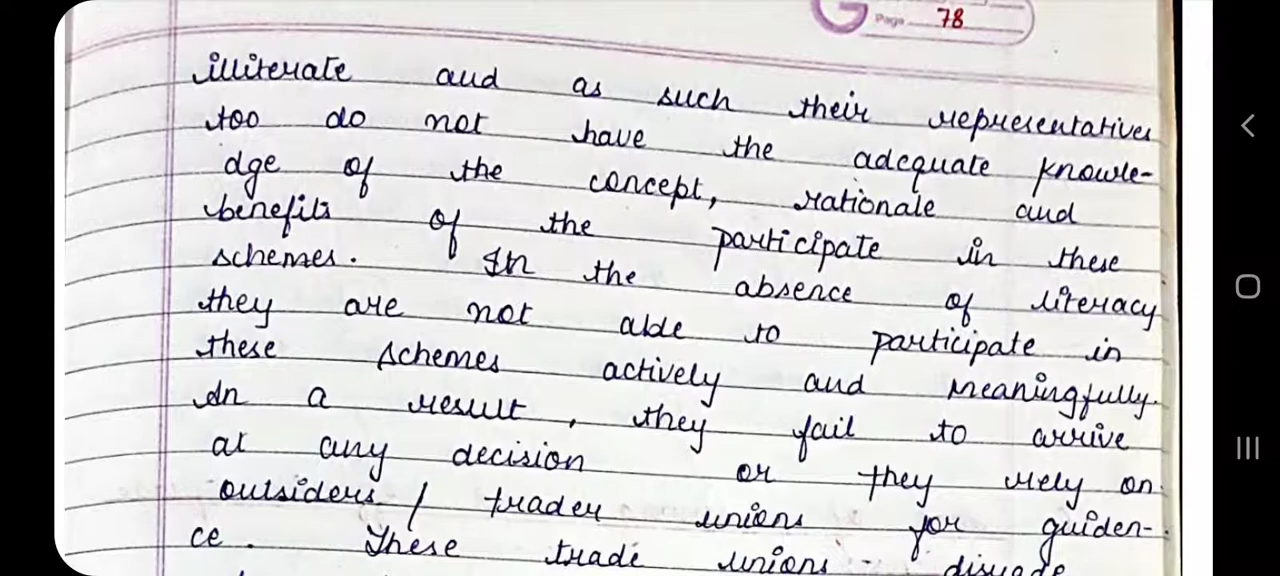 Page 78
illiterate and as such their representatives
too do not have the adequate knowle-
dge of the concept, rationale and
benefits of the participate in these
schemes. In the absence of literacy
they are not able to participate in
these schemes actively and meaningfully.
In a result, they fail to arrive
at any decision or they rely on
outsiders / trader unions for guiden-
ce. These trade unions